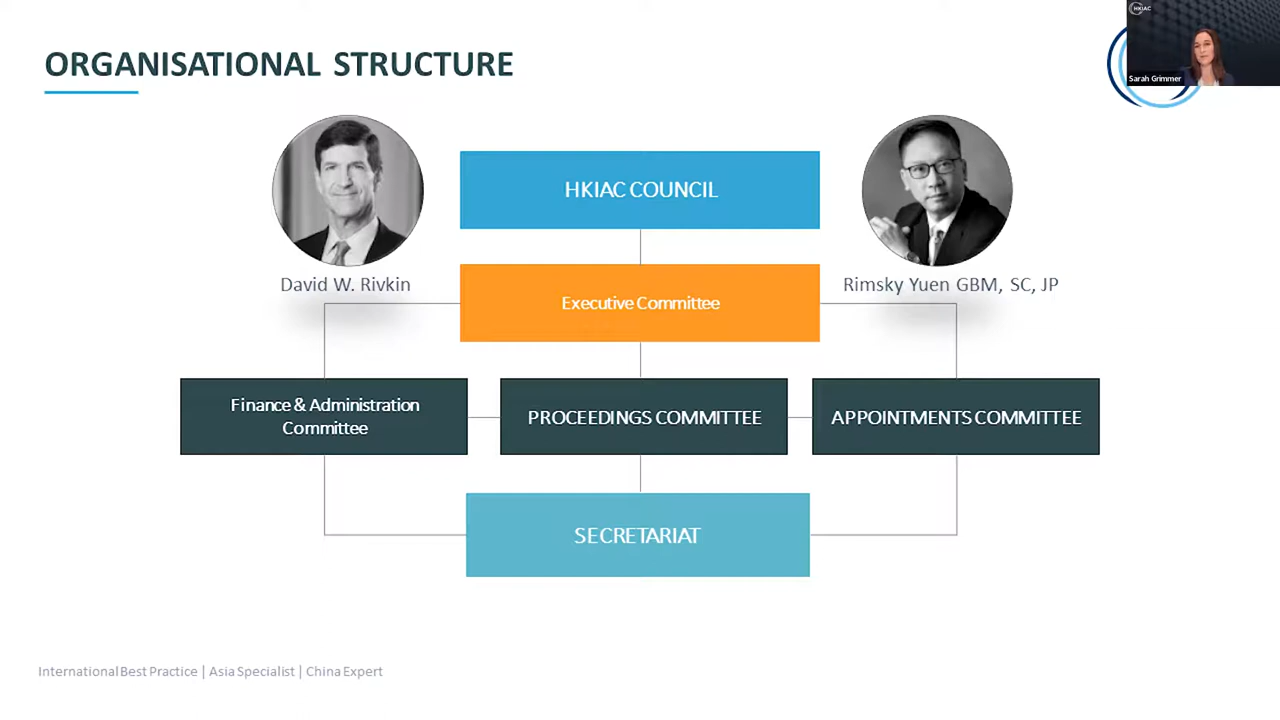 ORGANISATIONAL STRUCTURE
HKIAC
Sarah Grimmer
HKIAC COUNCIL
David W. Rivkin
Rimsky Yuen GBM, SC, JP
Executive Committee
Finance & Administration
Committee
PROCEEDINGS COMMITTEE
APPOINTMENTS COMMITTEE
SECRETARIAT
International Best Practice | Asia Specialist | China Expert